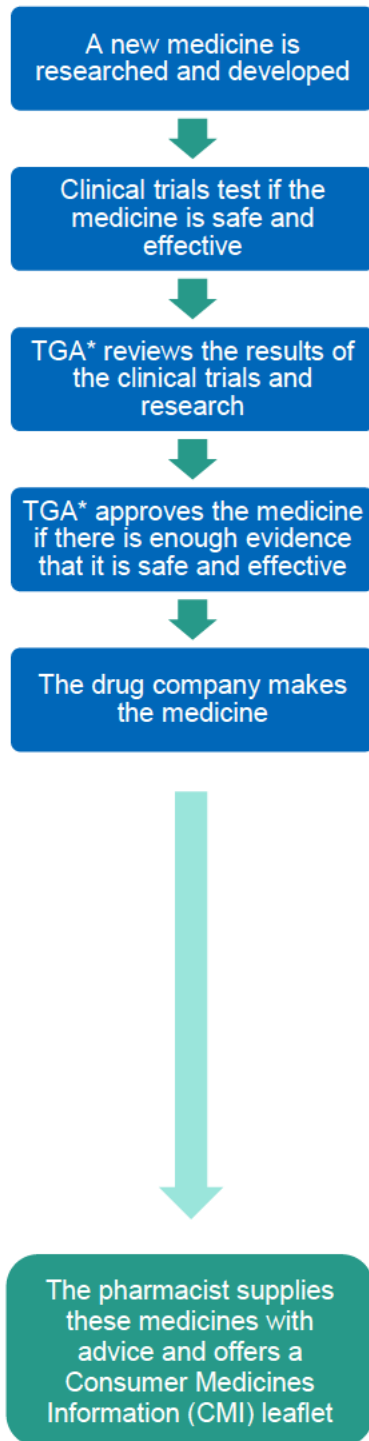 A new medicine is
researched and developed
Clinical trials test if the
medicine is safe and
effective
TGA* reviews the results of
the clinical trials and
research
TGA* approves the medicine
if there is enough evidence
that it is safe and effective
The drug company makes
the medicine
The pharmacist supplies
these medicines with
advice and offers a
Consumer Medicines
Information (CMI) leaflet